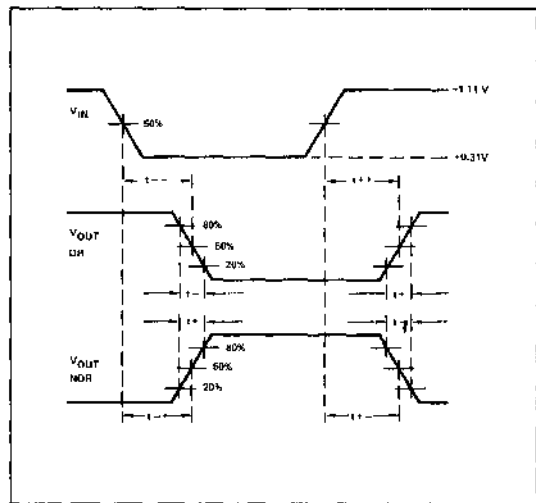 +1.11 V
VIN
50%
+0.31V
t--
t++
VOUT
OR
80%
50%
20%
t-
t+
t+
t-
VOUT
NOR
80%
50%
20%
t-+
t+-